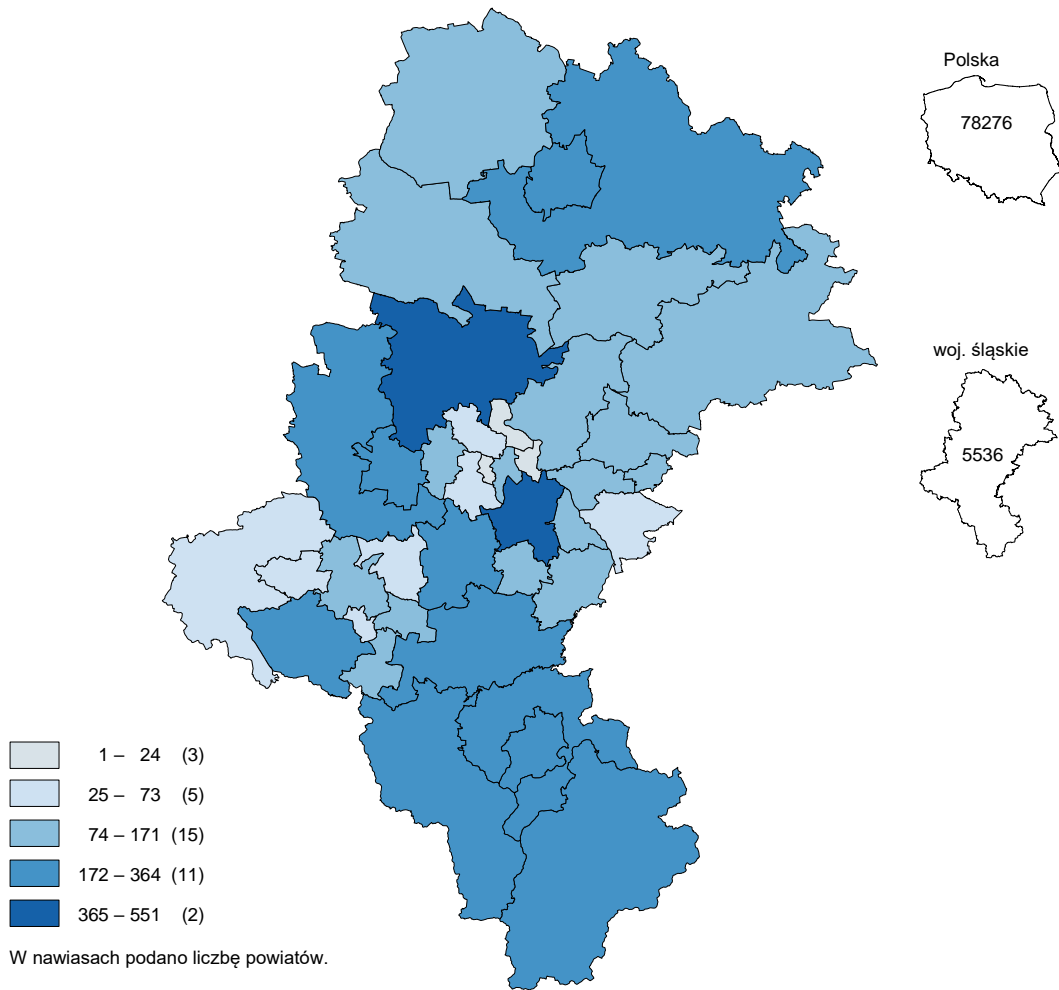 Polska
78276
woj. śląskie
5536
1 – 24 (3)
25 – 73 (5)
74 – 171 (15)
172 – 364 (11)
365 – 551 (2)
W nawiasach podano liczbę powiatów.